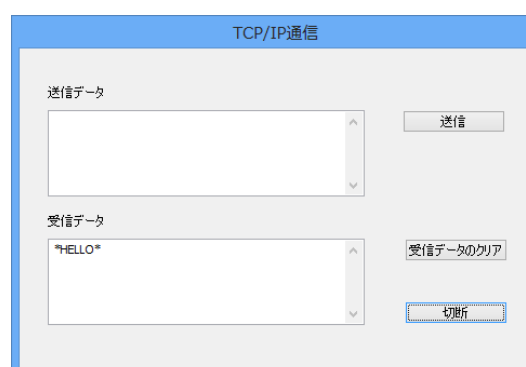 TCP/IP通信
送信データ
送信
受信データ
*HELLO*
受信データのクリア
切断